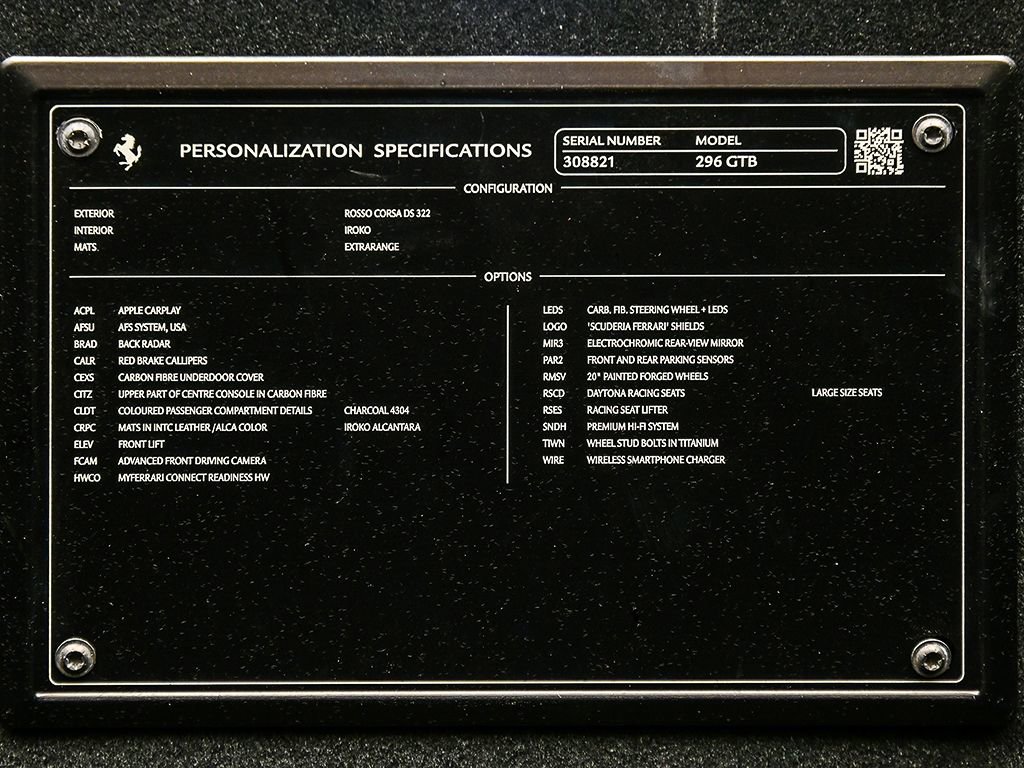 PERSONALIZATION SPECIFICATIONS
SERIAL NUMBER MODEL
308821 296 GTB
CONFIGURATION
EXTERIOR ROSSO CORSA DS 322
INTERIOR IROKO
MATS. EXTRARANGE
OPTIONS
ACPL APPLE CARPLAY
AFSU AFS SYSTEM, USA
BRAD BACK RADAR
CALR RED BRAKE CALLIPERS
CEXS CARBON FIBRE UNDERDOOR COVER
CITZ UPPER PART OF CENTRE CONSOLE IN CARBON FIBRE
CLDT COLOURED PASSENGER COMPARTMENT DETAILS CHARCOAL 4304
CRPC MATS IN INTC LEATHER /ALCA COLOR IROKO ALCANTARA
ELEV FRONT LIFT
FCAM ADVANCED FRONT DRIVING CAMERA
HWCO MYFERRARI CONNECT READINESS HW
LEDS CARB. FIB. STEERING WHEEL + LEDS
LOGO 'SCUDERIA FERRARI' SHIELDS
MIR3 ELECTROCHROMIC REAR-VIEW MIRROR
PAR2 FRONT AND REAR PARKING SENSORS
RMSV 20" PAINTED FORGED WHEELS
RSCD DAYTONA RACING SEATS LARGE SIZE SEATS
RSES RACING SEAT LIFTER
SNDH PREMIUM HI-FI SYSTEM
TIWN WHEEL STUD BOLTS IN TITANIUM
WIRE WIRELESS SMARTPHONE CHARGER